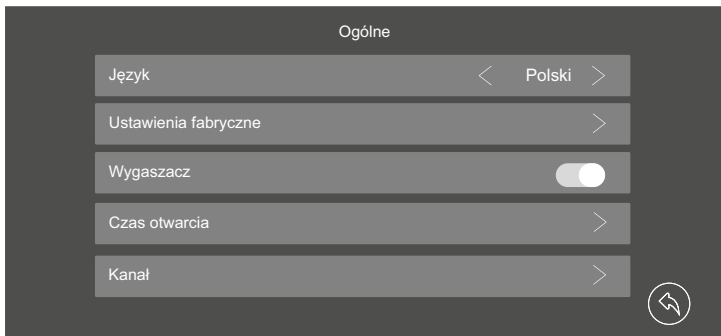 Ogólne
Język Polski
Ustawienia fabryczne
Wygaszacz
Czas otwarcia
Kanał